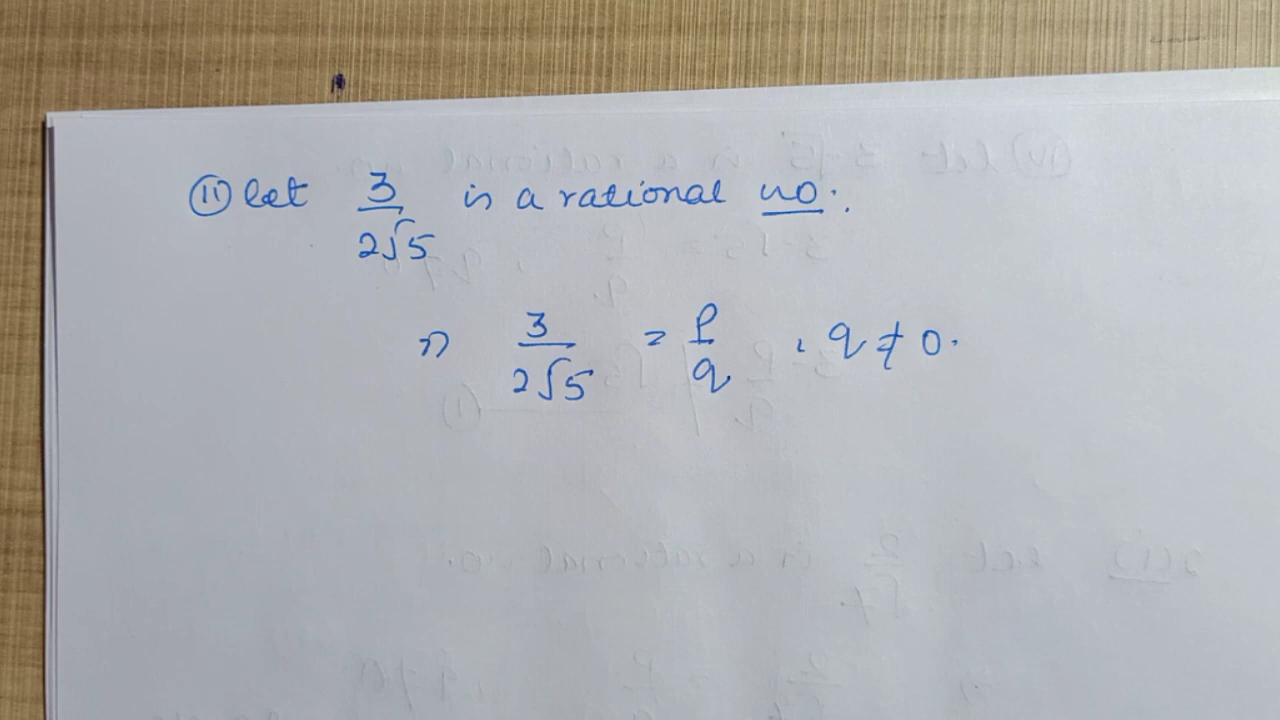 (ii) let 3/2√5 is a rational no.
⇒ 3/2√5 = p/q , q ≠ 0.